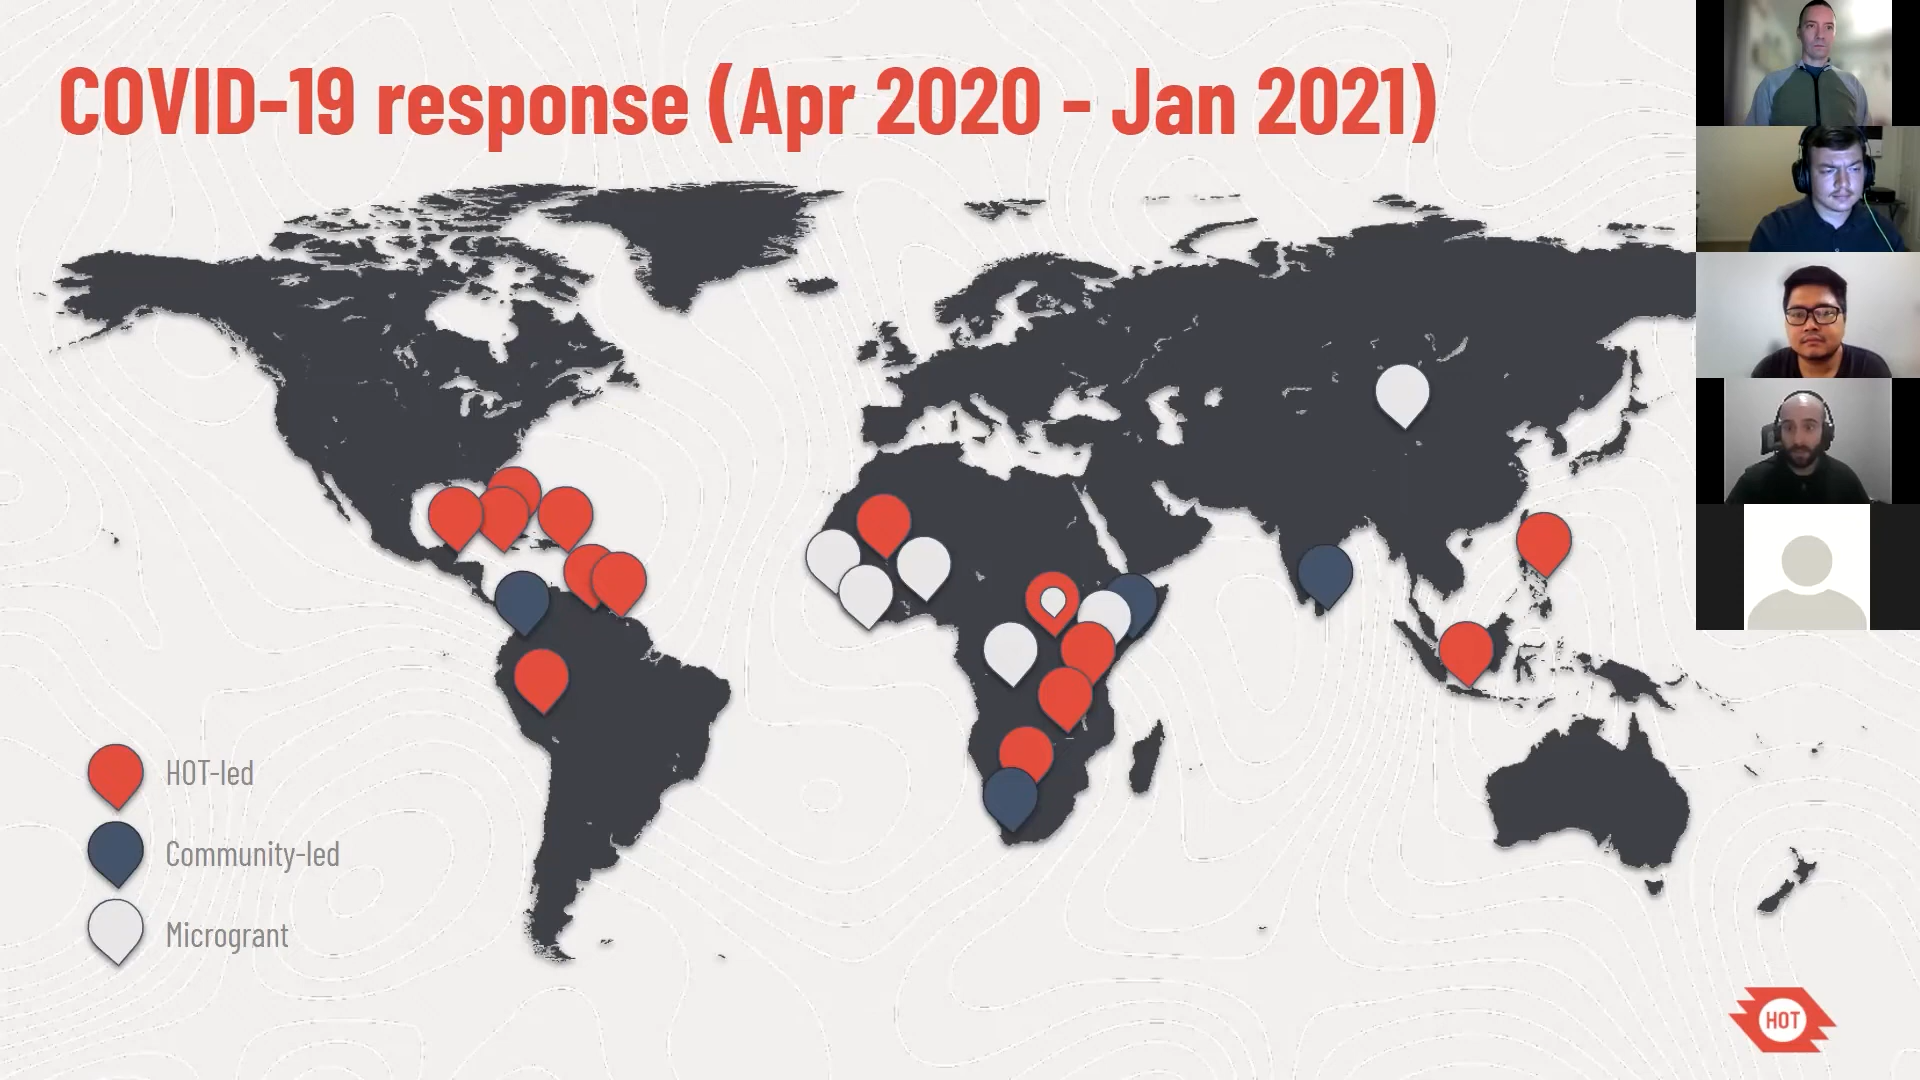 COVID-19 response (Apr 2020 - Jan 2021)
HOT-led
Community-led
Microgrant
HOT